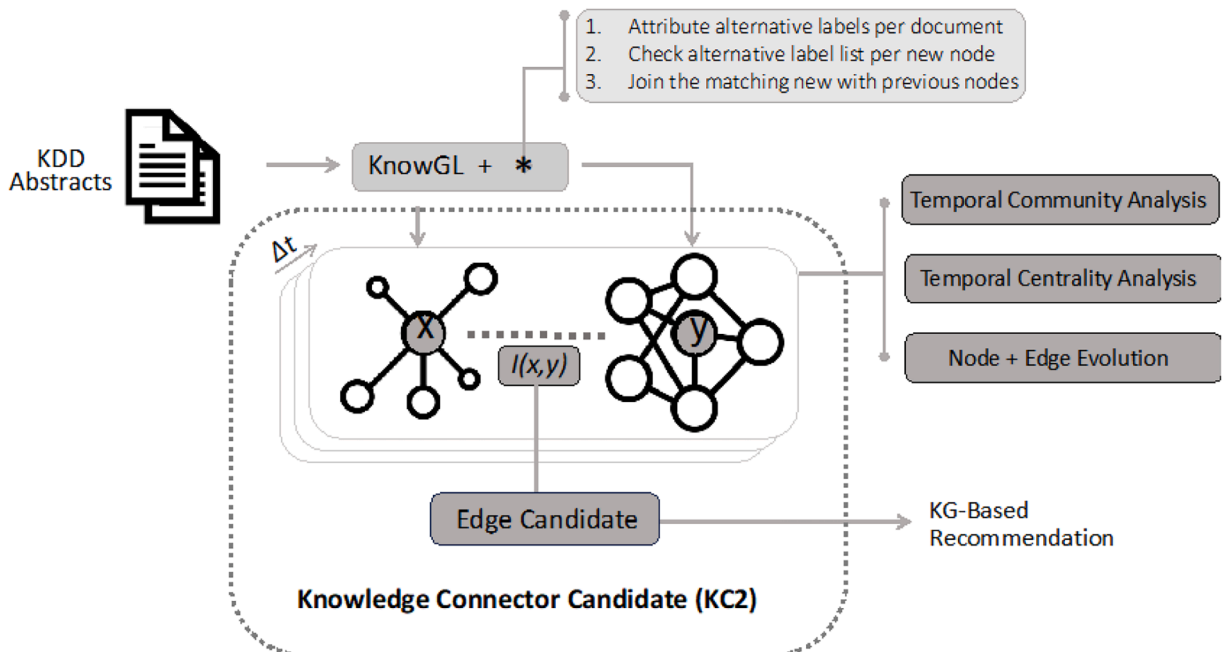 1. Attribute alternative labels per document
2. Check alternative label list per new node
3. Join the matching new with previous nodes
KDD
Abstracts
KnowGL + *
Temporal Community Analysis
Δt
Temporal Centrality Analysis
x
y
I(x,y)
Node + Edge Evolution
Edge Candidate
KG-Based
Recommendation
Knowledge Connector Candidate (KC2)